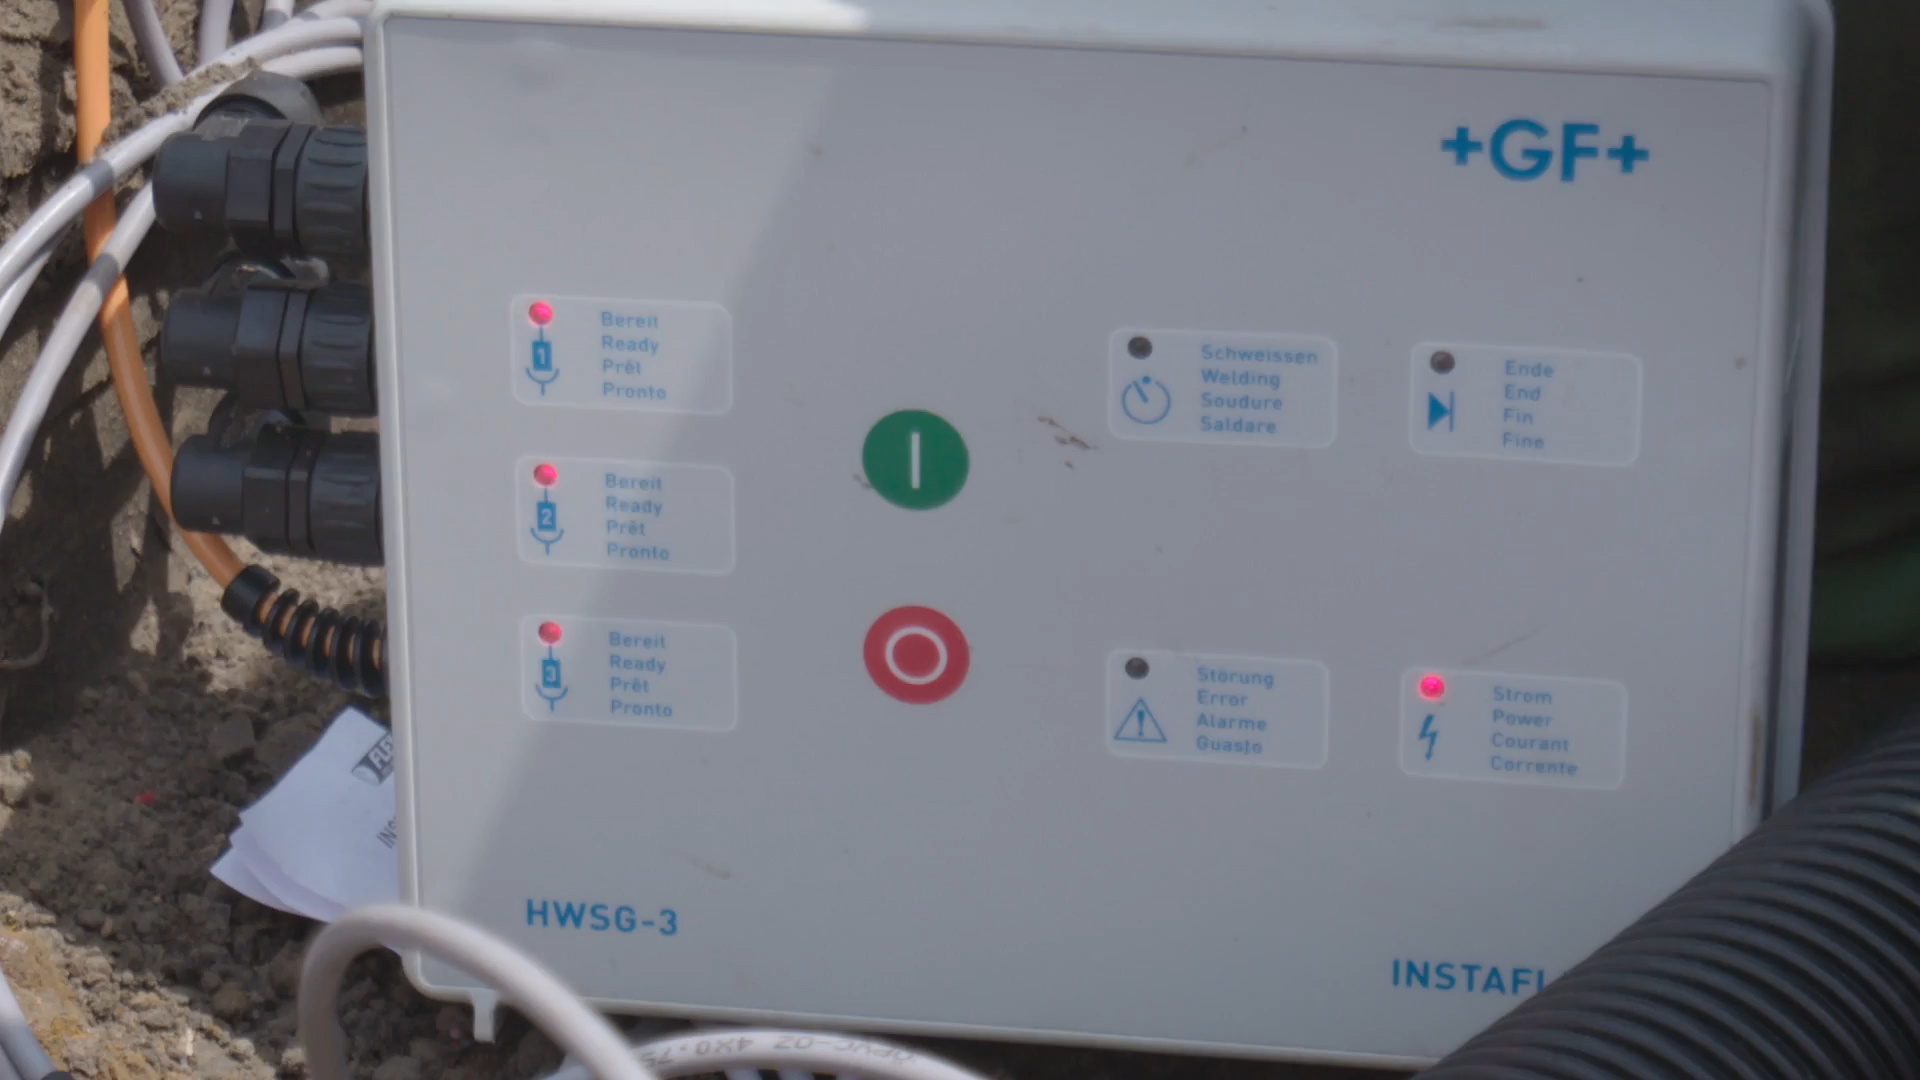 +GF+
1
Bereit
Ready
Prêt
Pronto
Schweissen
Welding
Soudure
Saldare
Ende
End
Fin
Fine
2
Bereit
Ready
Prêt
Pronto
3
Bereit
Ready
Prêt
Pronto
Störung
Error
Alarme
Guasto
Strom
Power
Courant
Corrente
HWSG-3
INSTAFL